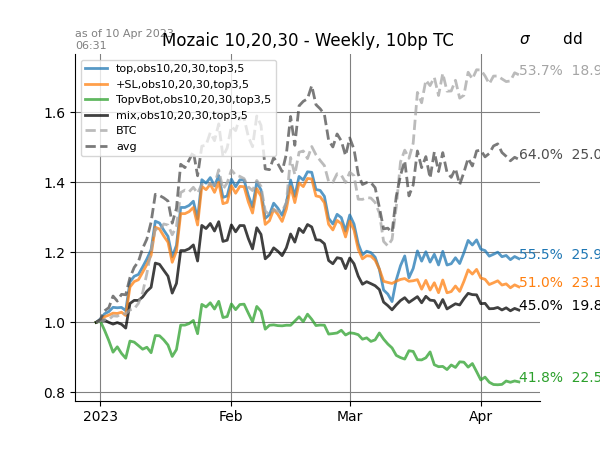 as of 10 Apr 2023
06:31
Mozaic 10,20,30 - Weekly, 10bp TC
σ dd
top,obs10,20,30,top3,5
+SL,obs10,20,30,top3,5
TopvBot,obs10,20,30,top3,5
mix,obs10,20,30,top3,5
BTC
avg
53.7% 18.9
64.0% 25.0
55.5% 25.9
51.0% 23.1
45.0% 19.8
41.8% 22.5
1.6
1.4
1.2
1.0
0.8
2023 Feb Mar Apr